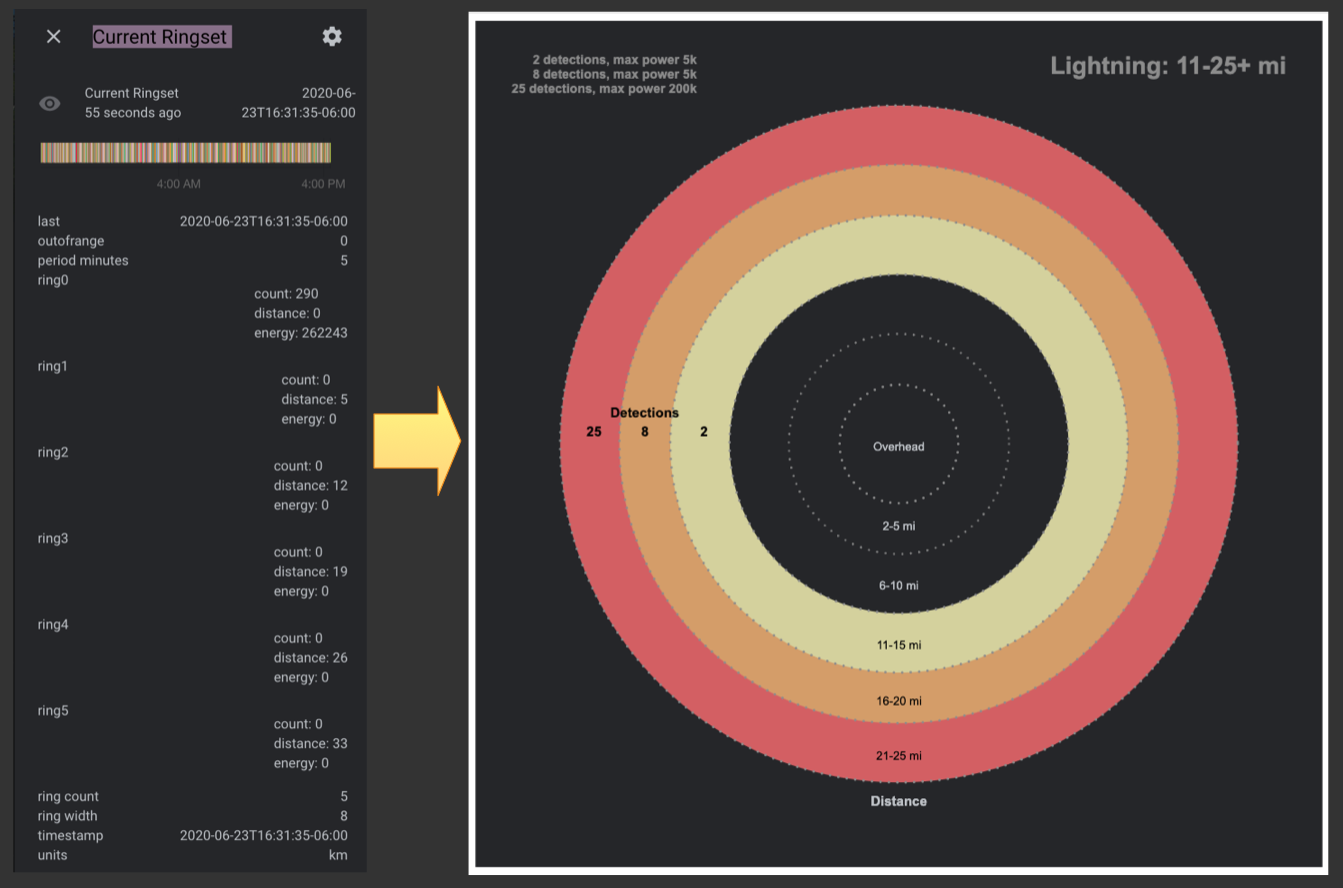 Current Ringset
Current Ringset 2020-06-
55 seconds ago 23T16:31:35-06:00
4:00 AM 4:00 PM
last 2020-06-23T16:31:35-06:00
outofrange 0
period minutes 5
ring0
count: 290
distance: 0
energy: 262243
ring1
count: 0
distance: 5
energy: 0
ring2
count: 0
distance: 12
energy: 0
ring3
count: 0
distance: 19
energy: 0
ring4
count: 0
distance: 26
energy: 0
ring5
count: 0
distance: 33
energy: 0
ring count 5
ring width 8
timestamp 2020-06-23T16:31:35-06:00
units km
2 detections, max power 5k
8 detections, max power 5k
25 detections, max power 200k
Lightning: 11-25+ mi
Detections
25 8 2
Overhead
2-5 mi
6-10 mi
11-15 mi
16-20 mi
21-25 mi
Distance